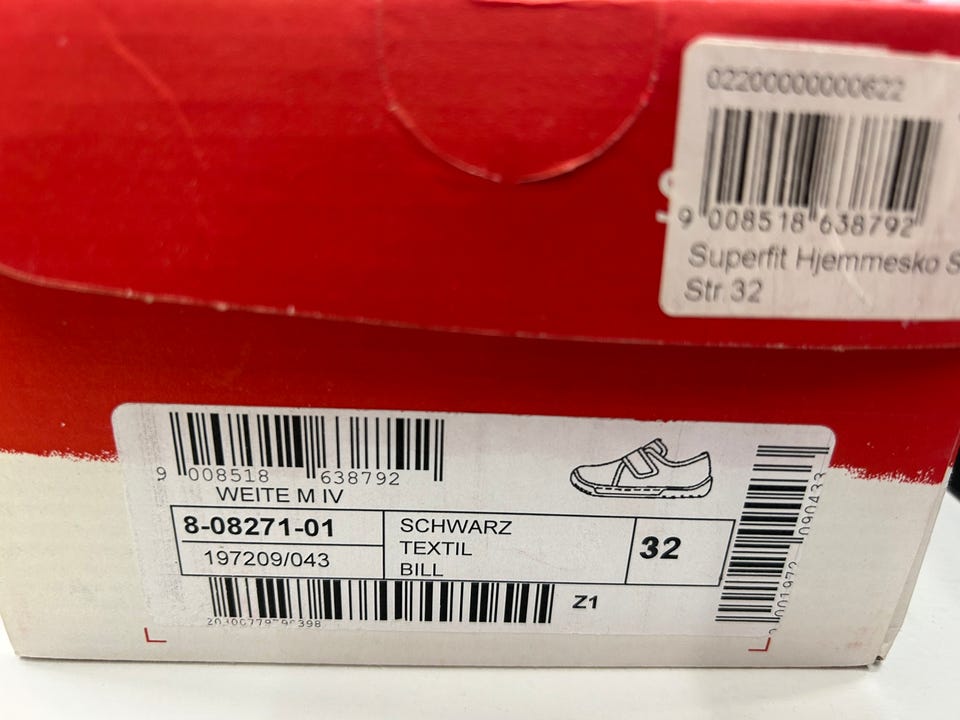 022000000000622
9 008518 638792
Superfit Hjemmesko S
Str 32
9 008518 638792
WEITE M IV
8-08271-01
197209/043
SCHWARZ
TEXTIL
BILL
32
Z1